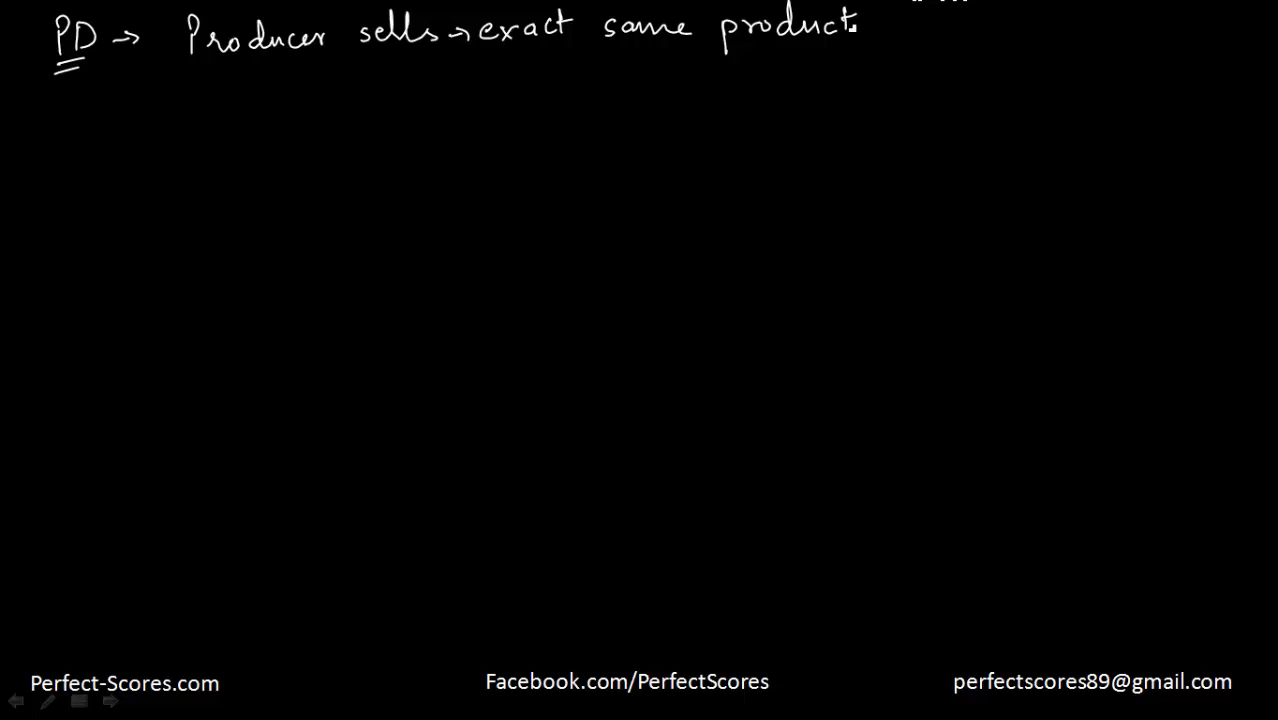 PD → Producer sells → exact same product
Perfect-Scores.com Facebook.com/PerfectScores perfectscores89@gmail.com